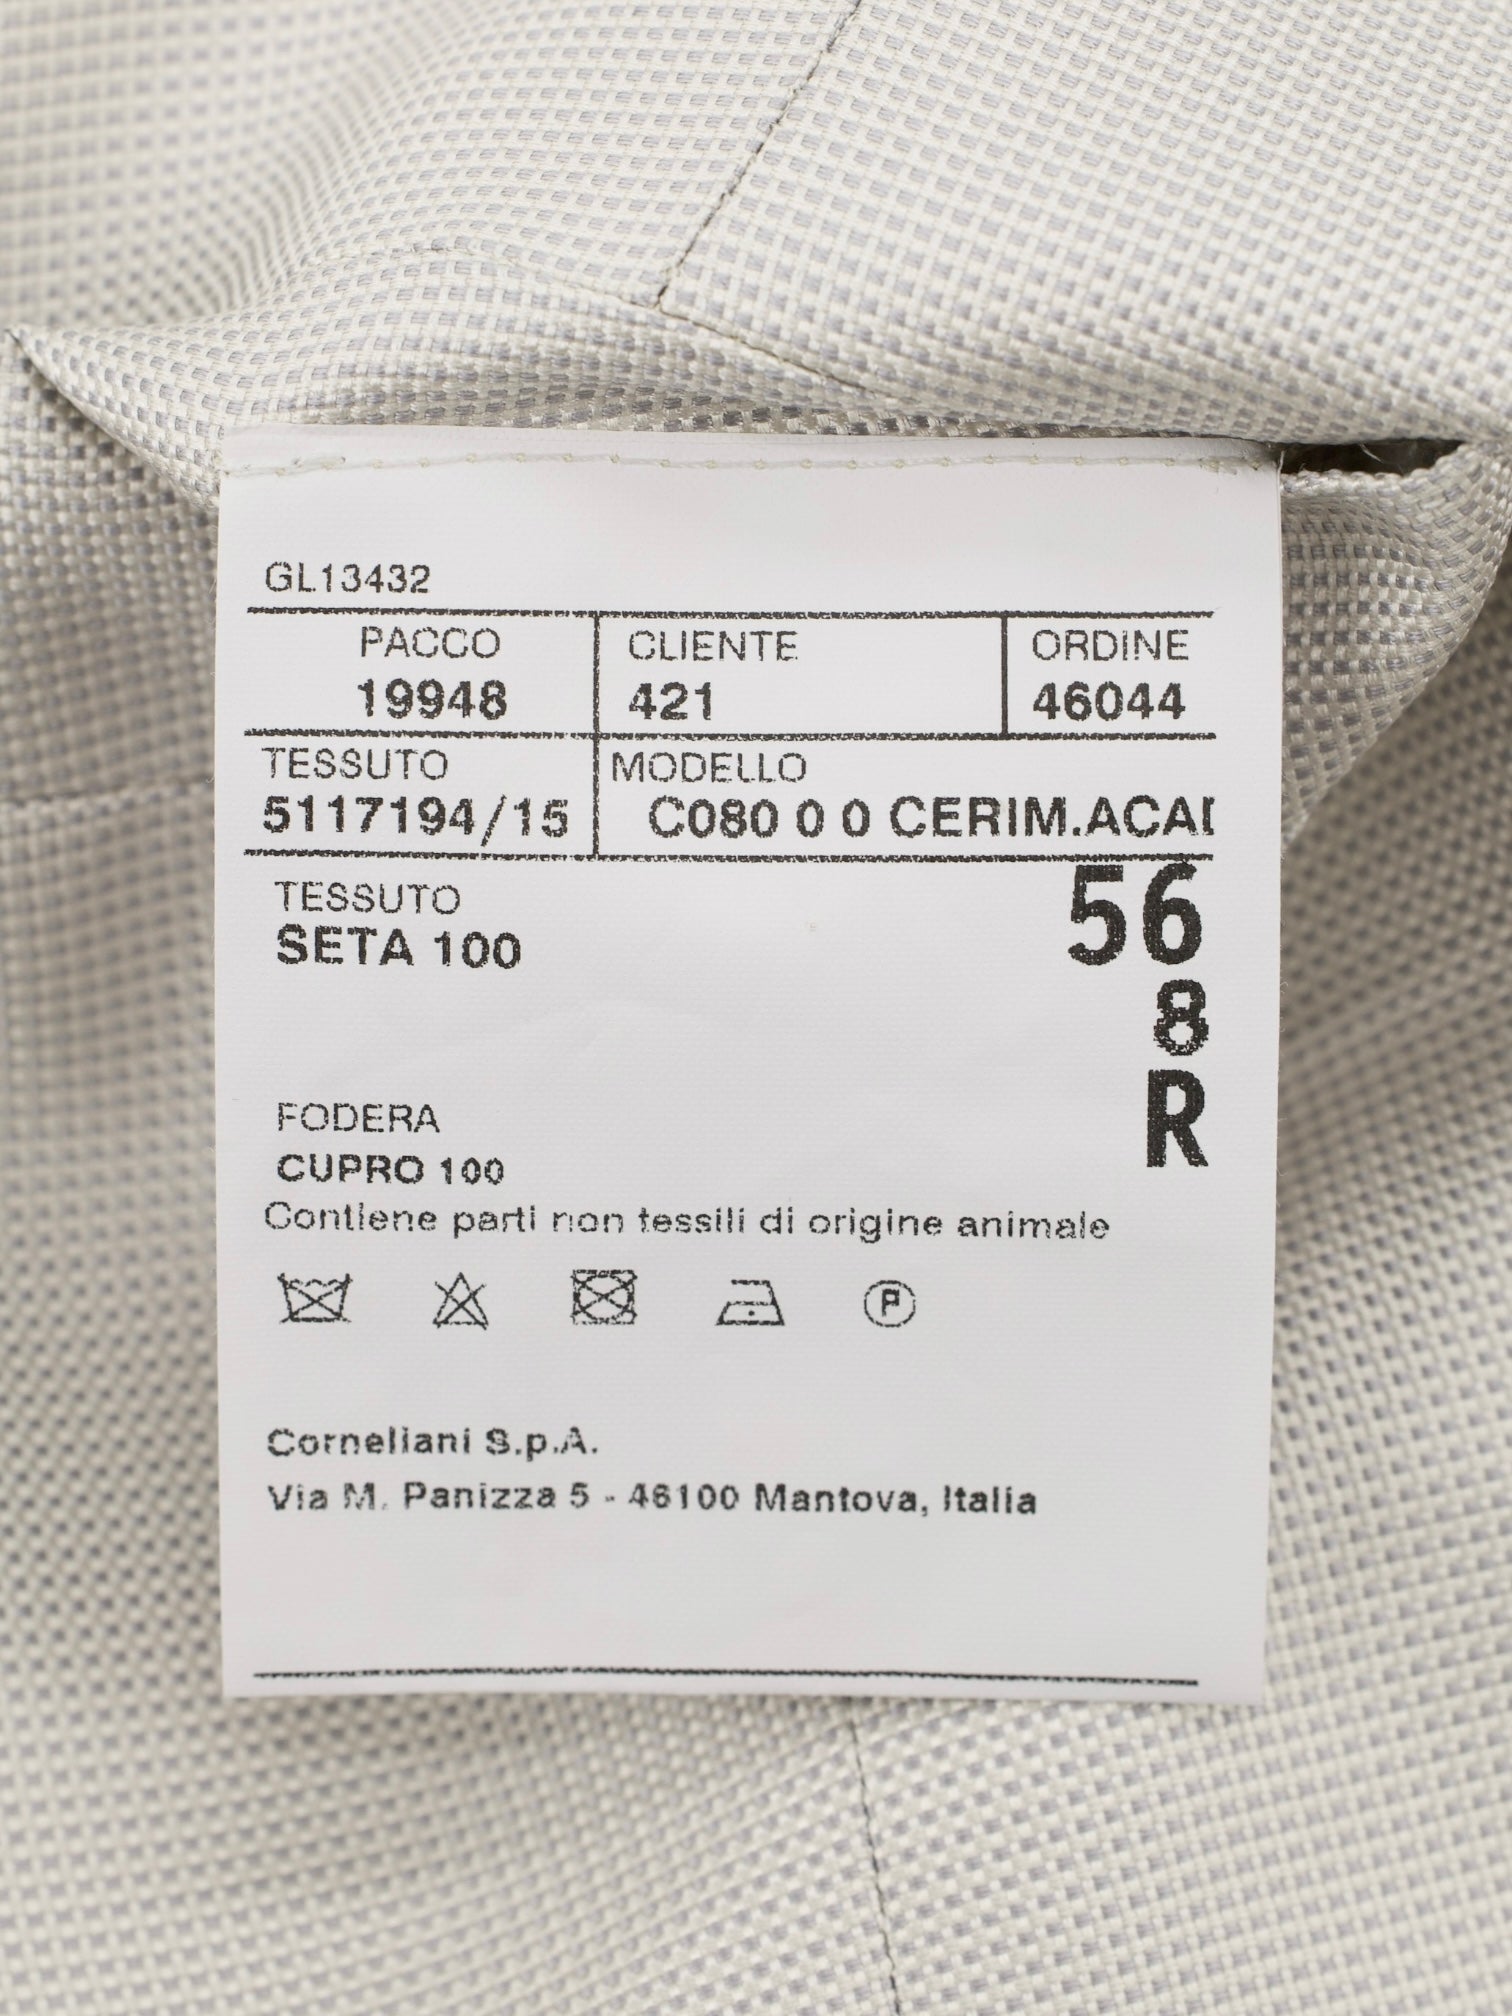 GL13432
PACCO CLIENTE ORDINE
19948 421 46044
TESSUTO MODELLO
5117194/15 C080 0 0 CERIM.ACAD
TESSUTO
SETA 100
56
8
R
FODERA
CUPRO 100
Contiene parti non tessili di origine animale
P
Corneliani S.p.A.
Via M. Panizza 5 - 46100 Mantova, Italia